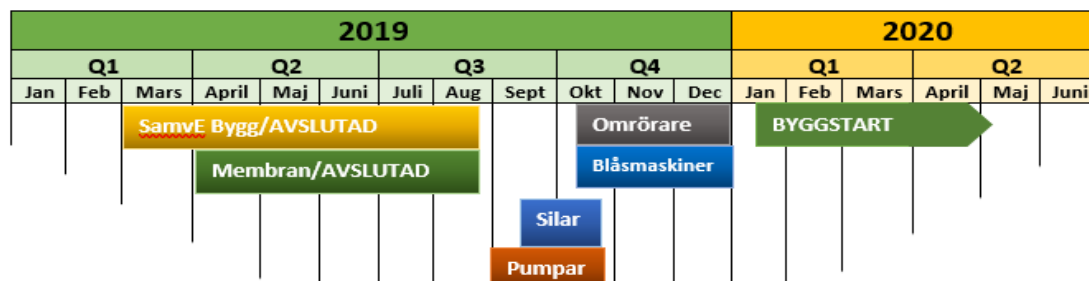 2019 2020
Q1 Q2 Q3 Q4 Q1 Q2
Jan Feb Mars April Maj Juni Juli Aug Sept Okt Nov Dec Jan Feb Mars April Maj Juni
SamvE Bygg/AVSLUTAD Omrörare BYGGSTART
Membran/AVSLUTAD Blåsmaskiner
Silar
Pumpar